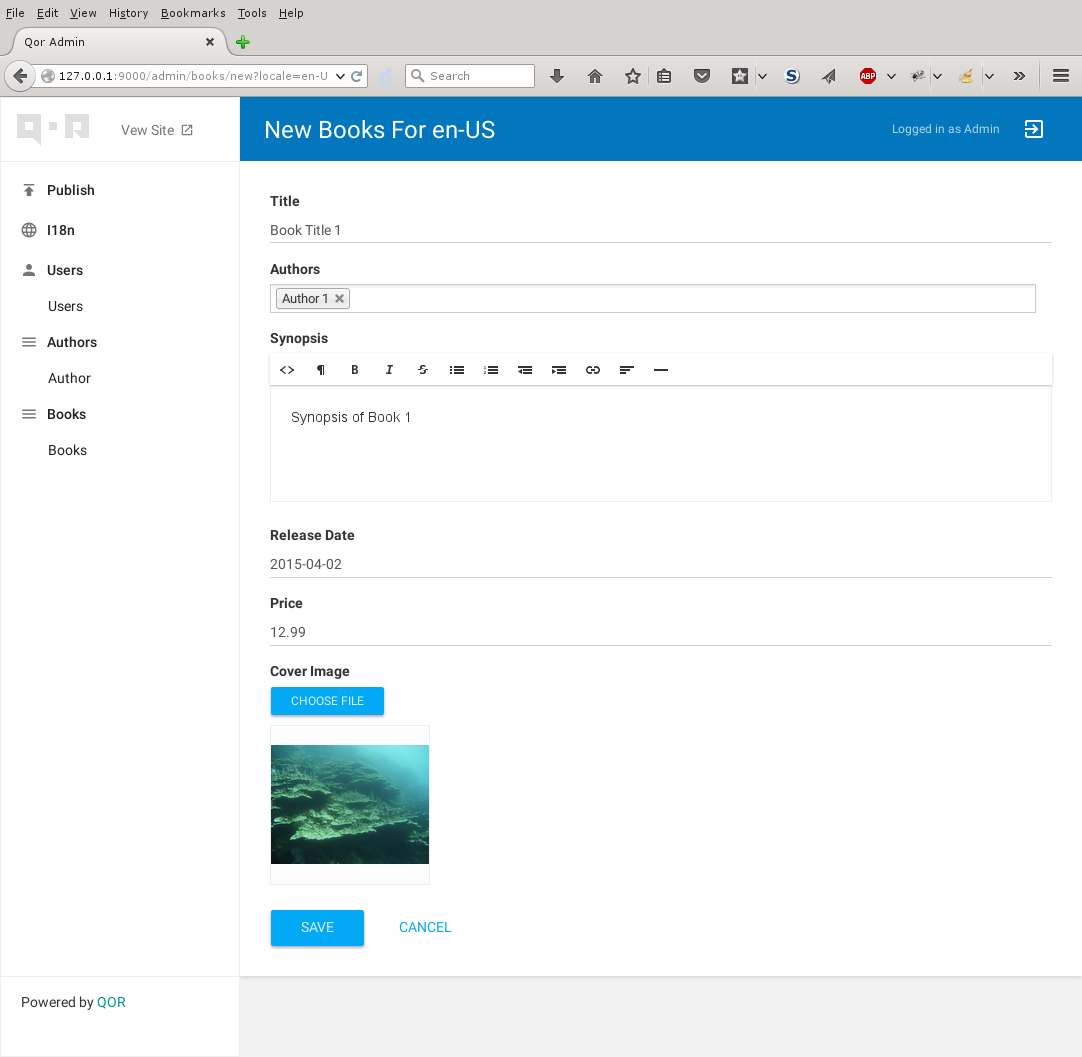 File Edit View History Bookmarks Tools Help
Qor Admin
127.0.0.1:9000/admin/books/new?locale=en-U
Search
S
ABP
QOR
Vew Site
New Books For en-US
Logged in as Admin
Publish
I18n
Users
Users
Authors
Author
Books
Books
Title
Book Title 1
Authors
Author 1
Synopsis
<> ¶ B I S
Synopsis of Book 1
Release Date
2015-04-02
Price
12.99
Cover Image
CHOOSE FILE
SAVE CANCEL
Powered by QOR